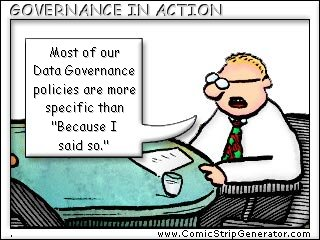 GOVERNANCE IN ACTION
Most of our
Data Governance
policies are more
specific than
"Because I
said so."
www.ComicStripGenerator.com